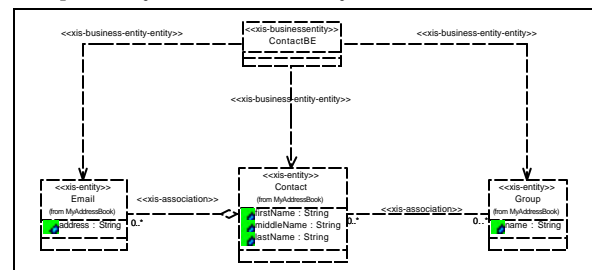 <<xis-businessentity>>
ContactBE
<<xis-business-entity-entity>>
<<xis-business-entity-entity>>
<<xis-business-entity-entity>>
<<xis-entity>>
Email
(from MyAddressBook)
address : String
0..*
<<xis-association>>
<<xis-entity>>
Contact
(from MyAddressBook)
firstName : String
middleName : String
lastName : String
0..*
<<xis-association>>
0..*
<<xis-entity>>
Group
(from MyAddressBook)
name : String